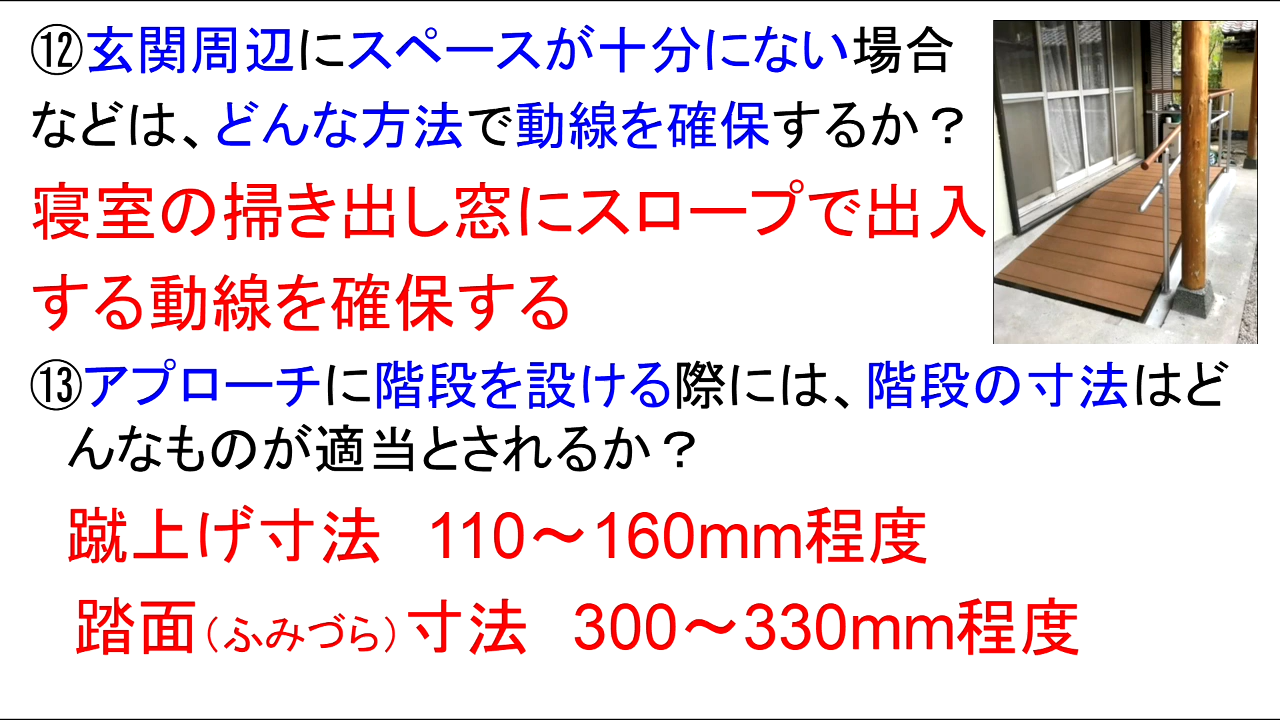 ⑫玄関周辺にスペースが十分にない場合
などは、どんな方法で動線を確保するか？
寝室の掃き出し窓にスロープで出入
する動線を確保する
⑬アプローチに階段を設ける際には、階段の寸法はど
んなものが適当とされるか？
蹴上げ寸法　110～160mm程度
踏面（ふみづら）寸法　300～330mm程度